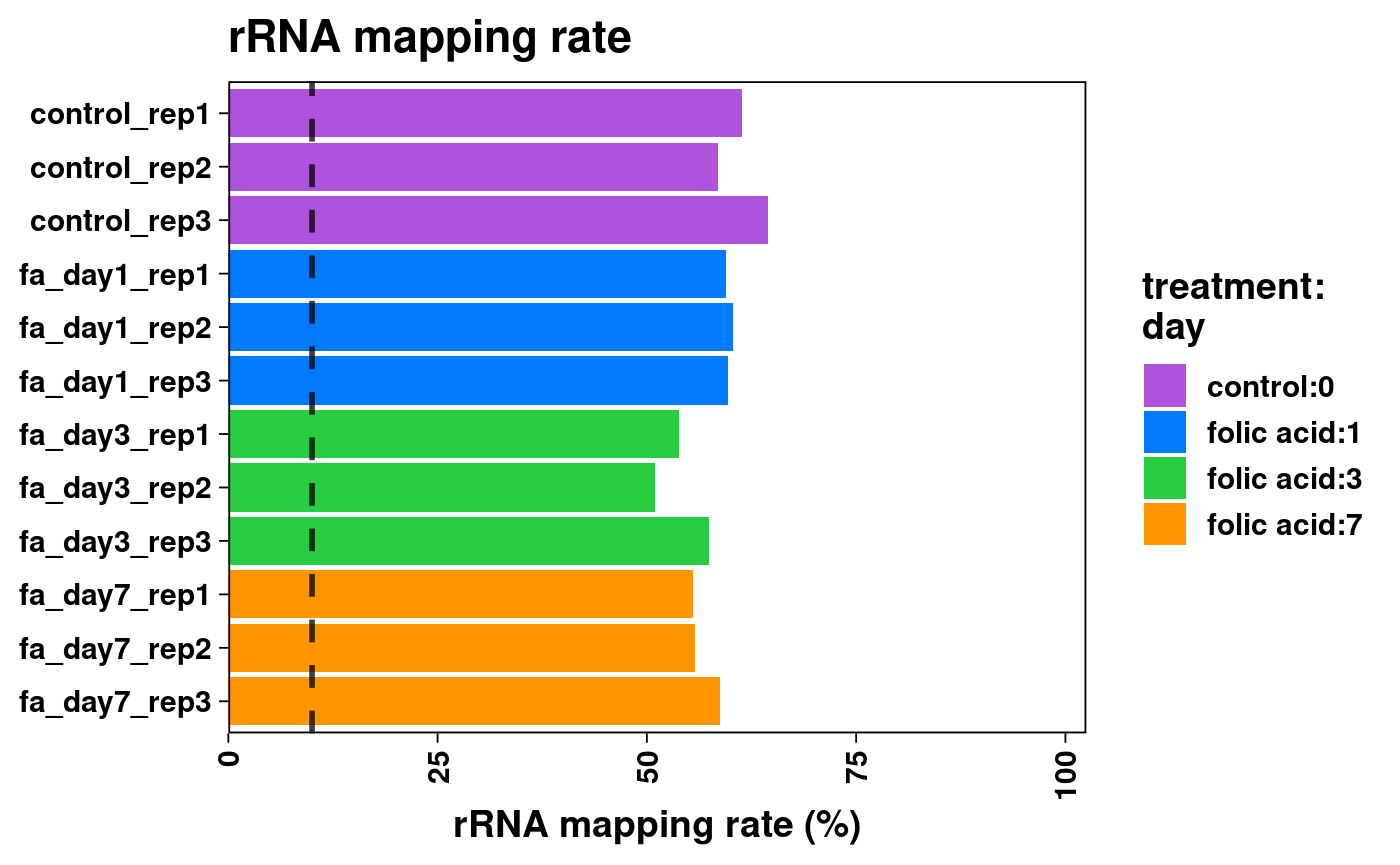 rRNA mapping rate
control_rep1
control_rep2
control_rep3
fa_day1_rep1
fa_day1_rep2
fa_day1_rep3
fa_day3_rep1
fa_day3_rep2
fa_day3_rep3
fa_day7_rep1
fa_day7_rep2
fa_day7_rep3
0
25
50
75
100
rRNA mapping rate (%)
treatment:
day
control:0
folic acid:1
folic acid:3
folic acid:7